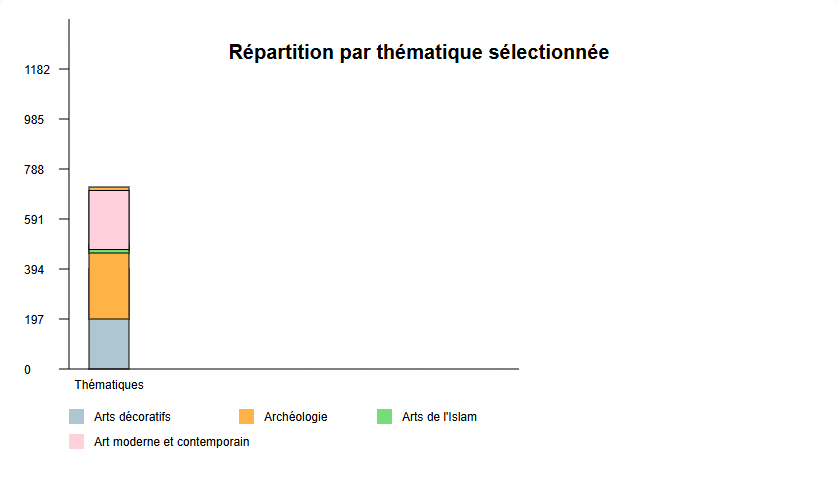 Répartition par thématique sélectionnée
1182
985
788
591
394
197
0
Thématiques
Arts décoratifs
Archéologie
Arts de l'Islam
Art moderne et contemporain